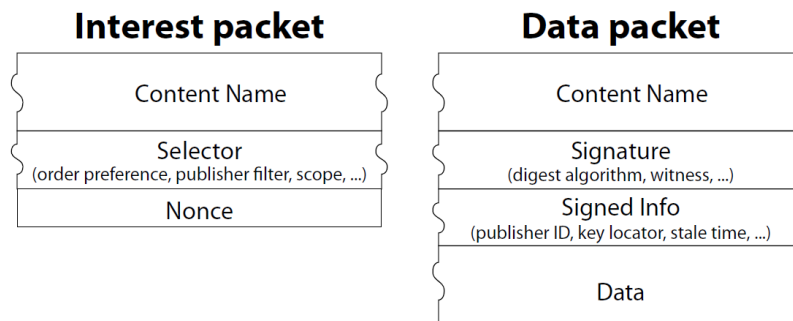 Interest packet
Content Name
Selector
(order preference, publisher filter, scope, ...)
Nonce
Data packet
Content Name
Signature
(digest algorithm, witness, ...)
Signed Info
(publisher ID, key locator, stale time, ...)
Data